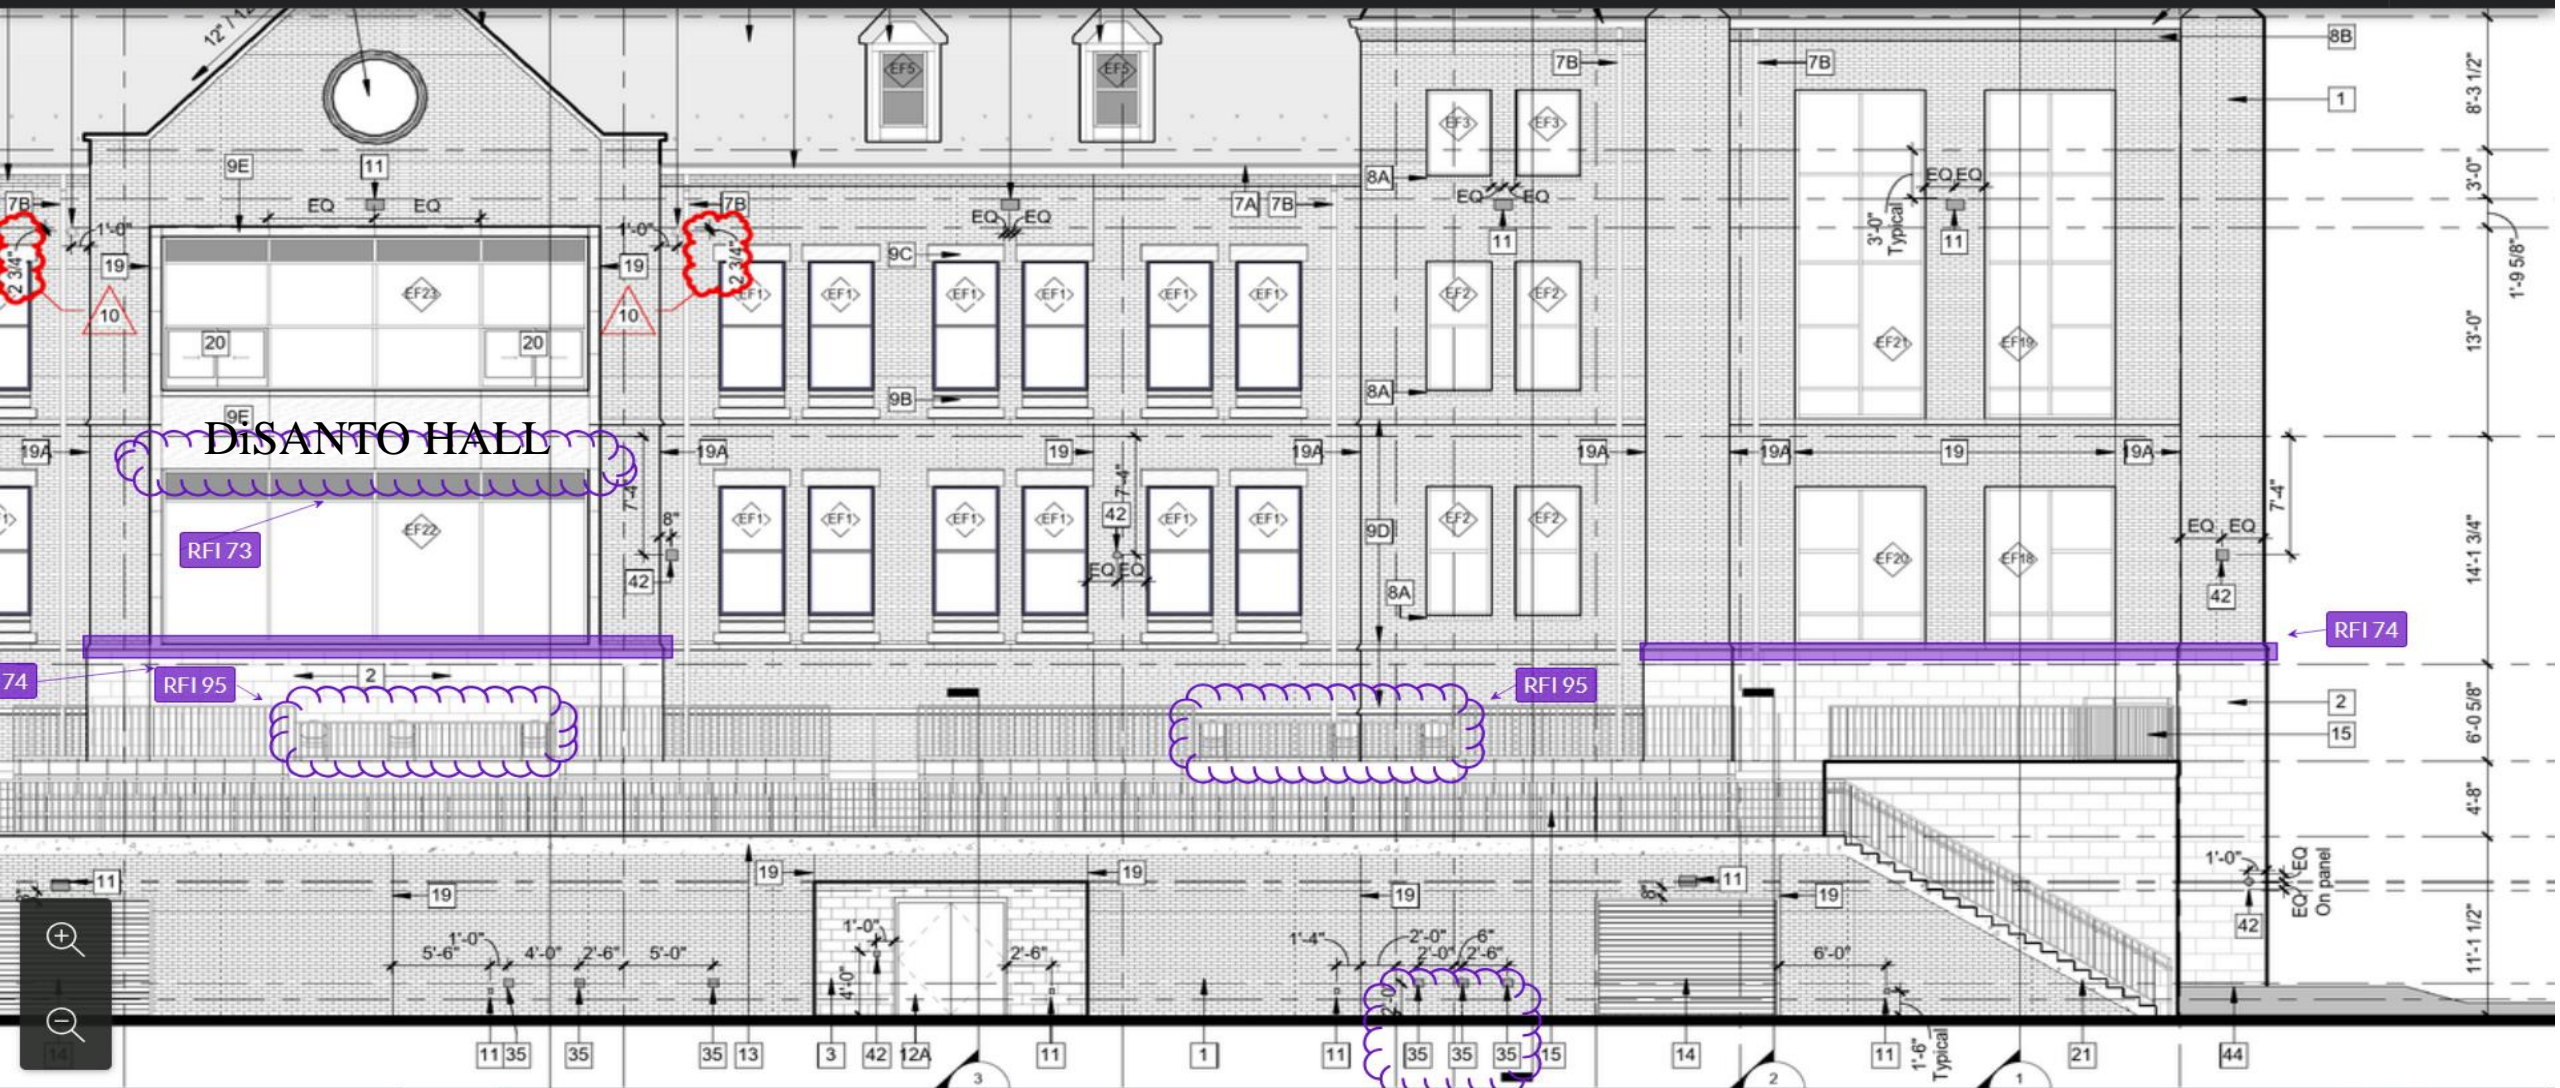 12" / 12
8B
7B
7B
EF5
EF5
1
8'-3 1/2"
EF3
EF3
9E
11
3'-0"
8A
EQ EQ
7B
EQ
EQ
7B
7A
7B
EQ
EQ
EQ EQ
3'-0"
Typical
11
11
1'-0"
1'-0"
2 3/4"
2 3/4"
19
19
9C
1'-9 5/8"
EF23
EF1
EF1
EF1
EF1
EF1
EF1
EF2
EF2
10
10
13'-0"
20
20
EF21
EF19
9B
8A
9E
DiSANTO HALL
19A
19A
19
19A
19A
19A
19
19A
7'-4"
7'-4"
7'-4"
8"
42
EF22
EF1
EF1
EF1
EF1
EF1
EF1
EF2
EF2
9D
EQ
EQ
14'-1 3/4"
RFI 73
EF20
EF18
42
EQ EQ
8A
42
RFI 74
74
RFI 95
2
RFI 95
2
6'-0 5/8"
15
4'-8"
19
19
1'-0"
EQ
EQ
On panel
11
19
19
8"
11
19
42
1'-0"
5'-6"
1'-0"
4'-0"
2'-6"
5'-0"
2'-6"
1'-4"
2'-0"
6"
2'-0"
2'-6"
6'-0"
11'-1 1/2"
4'-0"
14
11
35
35
35
13
3
42
12A
11
1
11
35
35
35
15
14
11
1'-6"
Typical
21
44
3
2
1